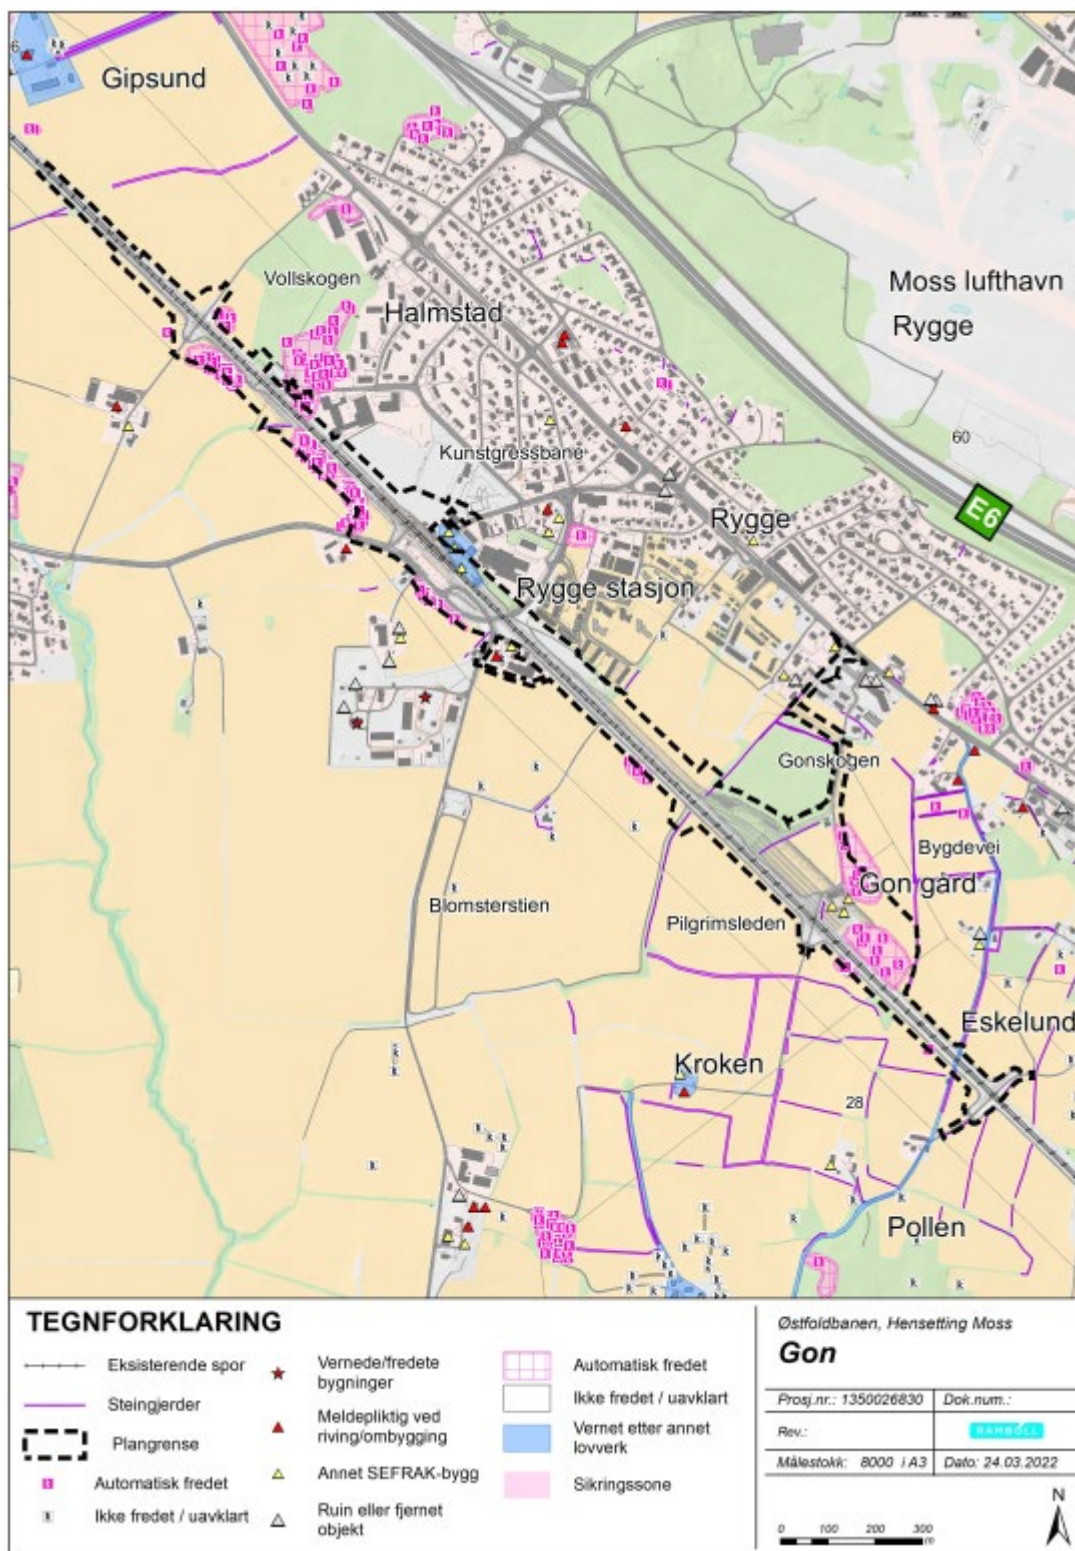 6
Gipsund
Vollskogen
Halmstad
Moss lufthavn
Rygge
60
Kunstgressbane
E6
Rygge
Rygge stasjon
Gonskogen
Bygdevei
Gon gård
Blomsterstien
Pilgrimsleden
Eskelund
Kroken
28
Pollen
TEGNFORKLARING
Eksisterende spor
Steingjerder
Plangrense
Automatisk fredet
Ikke fredet / uavklart
Vernede/fredete
bygninger
Meldepliktig ved
riving/ombygging
Annet SEFRAK-bygg
Ruin eller fjernet
objekt
Automatisk fredet
Ikke fredet / uavklart
Vernet etter annet
lovverk
Sikringssone
Østfoldbanen, Hensetting Moss
Gon
Prosj.nr.: 1350026830 Dok.num.:
Rev.: RAMBOLL
Målestokk: 8000 i A3 Dato: 24.03.2022
N
0 100 200 300
m